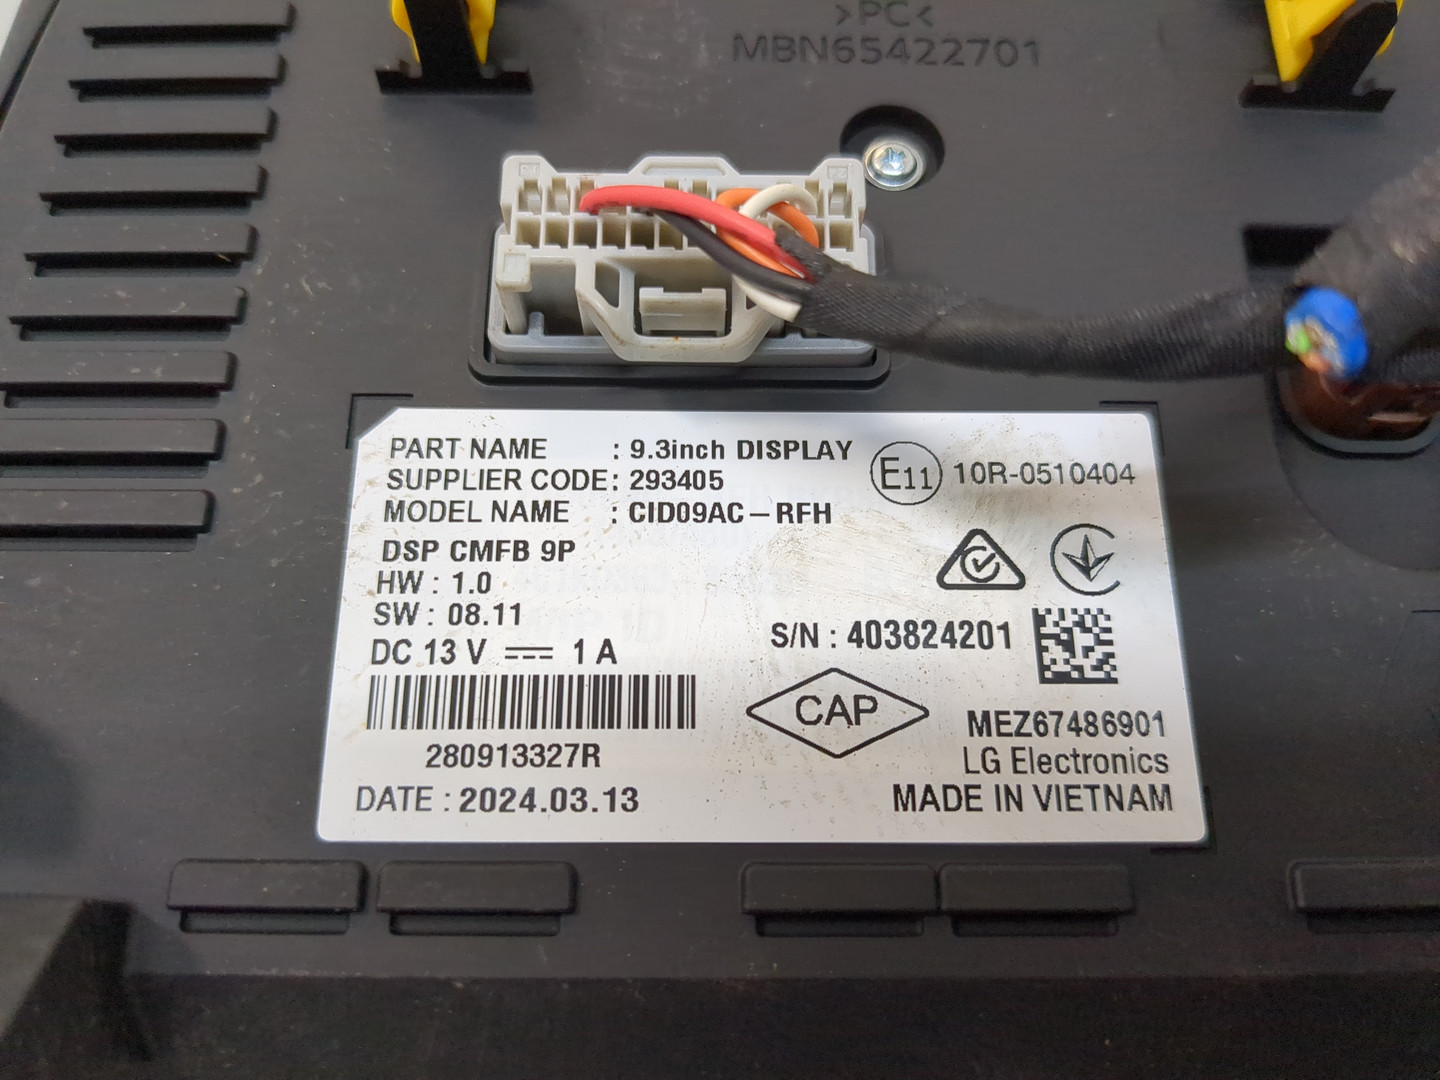 >PC<
MBN65422701
PART NAME : 9.3inch DISPLAY
SUPPLIER CODE : 293405
MODEL NAME : CID09AC-RFH
E11 10R-0510404
DSP CMFB 9P
HW : 1.0
SW : 08.11
DC 13 V ⎓ 1 A
S/N : 403824201
280913327R
CAP
MEZ67486901
LG Electronics
DATE : 2024.03.13
MADE IN VIETNAM